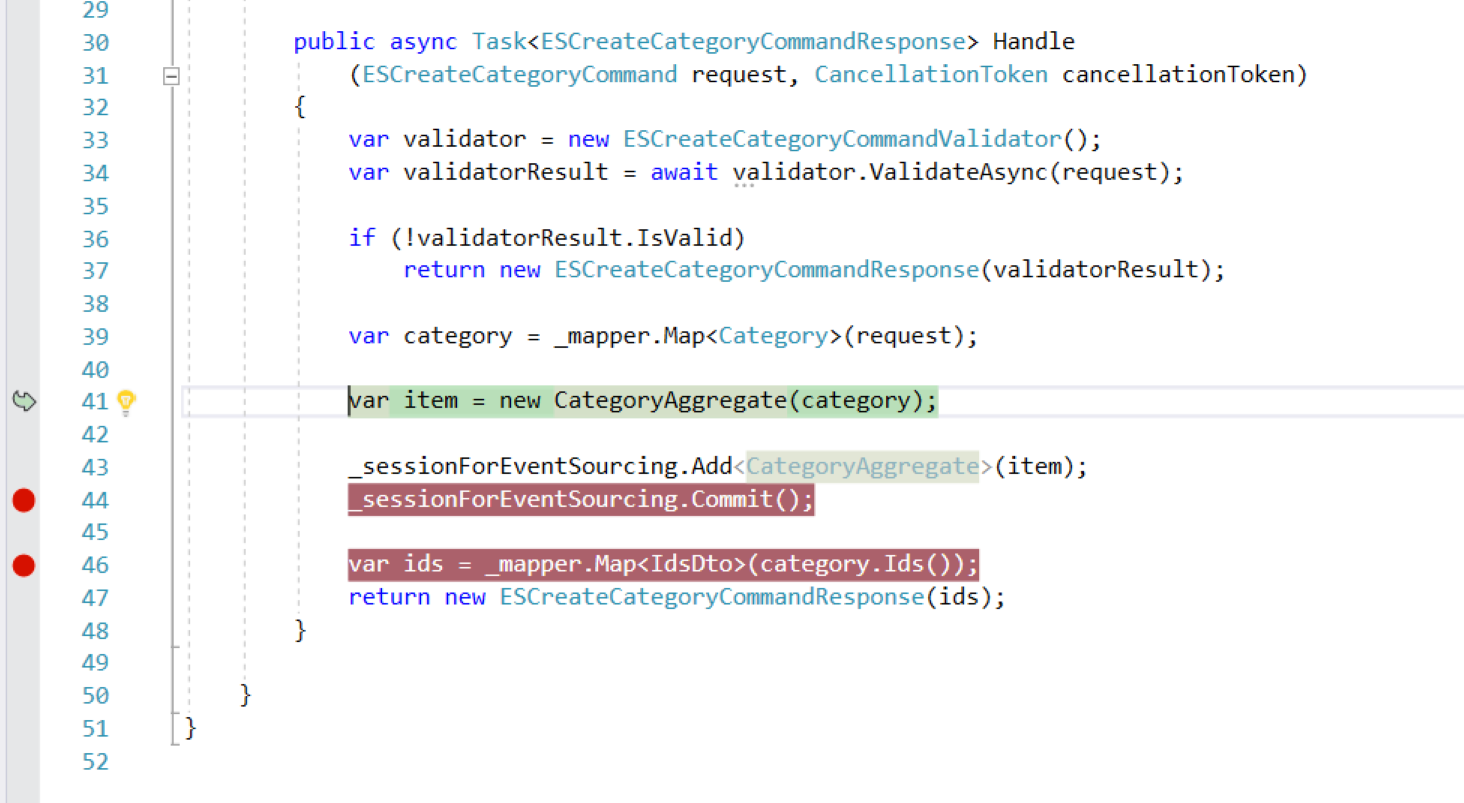 29
30 public async Task<ESCreateCategoryCommandResponse> Handle
31 (ESCreateCategoryCommand request, CancellationToken cancellationToken)
32 {
33 var validator = new ESCreateCategoryCommandValidator();
34 var validatorResult = await validator.ValidateAsync(request);
35
36 if (!validatorResult.IsValid)
37 return new ESCreateCategoryCommandResponse(validatorResult);
38
39 var category = _mapper.Map<Category>(request);
40
41 var item = new CategoryAggregate(category);
42
43 _sessionForEventSourcing.Add<CategoryAggregate>(item);
44 _sessionForEventSourcing.Commit();
45
46 var ids = _mapper.Map<IdsDto>(category.Ids());
47 return new ESCreateCategoryCommandResponse(ids);
48 }
49
50 }
51 }
52